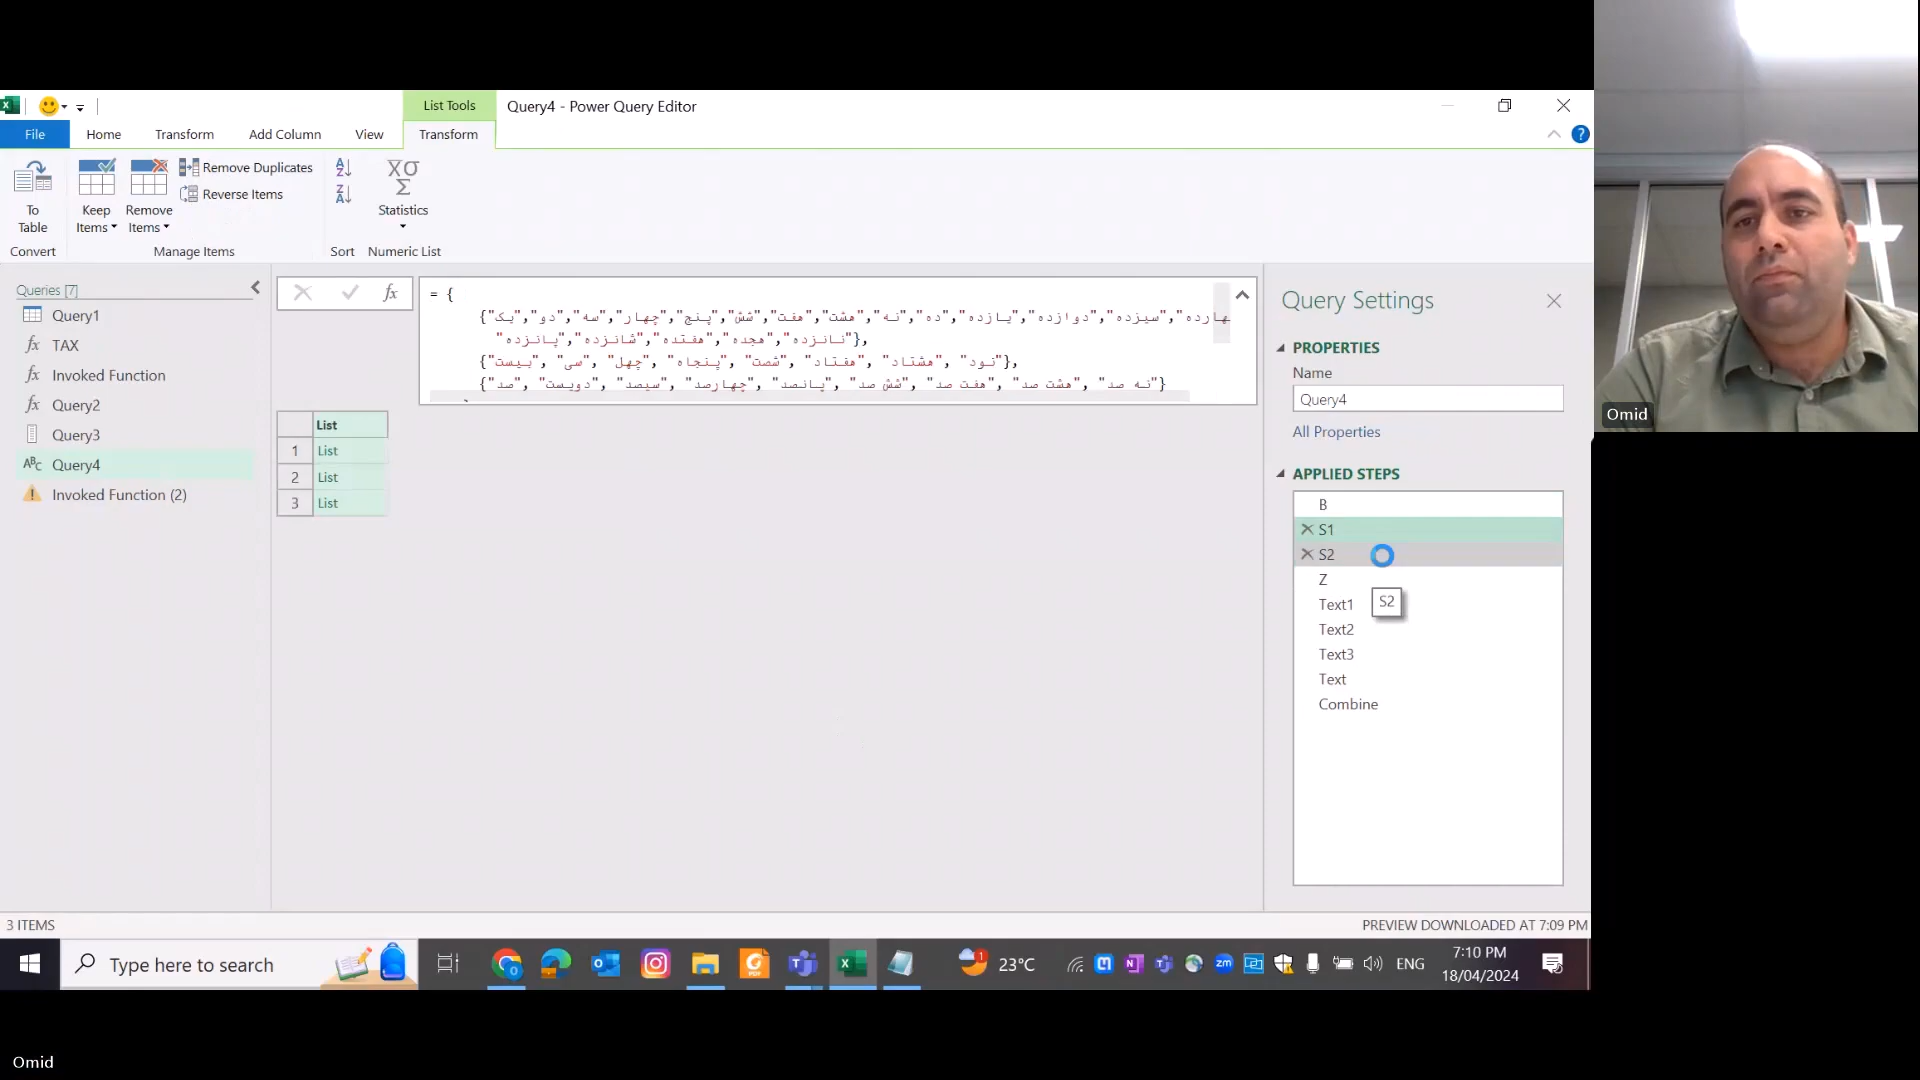 List Tools
Query4 - Power Query Editor
File
Home
Transform
Add Column
View
Transform
?
To Table
Keep Items
Remove Items
Remove Duplicates
Reverse Items
Statistics
Convert
Manage Items
Sort
Numeric List
Queries [7]
Query1
TAX
Invoked Function
Query2
Query3
Query4
Invoked Function (2)
fx
= {
{"یک","دو","سه","چهار","پنج","شش","هفت","هشت","نه","ده","یازده","دوازده","سیزده","
"پانزده","شانزده","هفتده","هجده","نانزده"},
{"بیست", "سی", "چهل", "پنجاه", "شصت", "هفتاد", "هشتاد", "نود"},
{"صد", "دویست", "سیصد", "چهارصد", "پانصد", "شش صد", "هفت صد", "هشت صد", "نه صد"}
List
1 List
2 List
3 List
Query Settings
PROPERTIES
Name
Query4
All Properties
APPLIED STEPS
B
S1
S2
Z
Text1
S2
Text2
Text3
Text
Combine
Omid
3 ITEMS
PREVIEW DOWNLOADED AT 7:09 PM
Type here to search
23°C
ENG
7:10 PM
18/04/2024
Omid